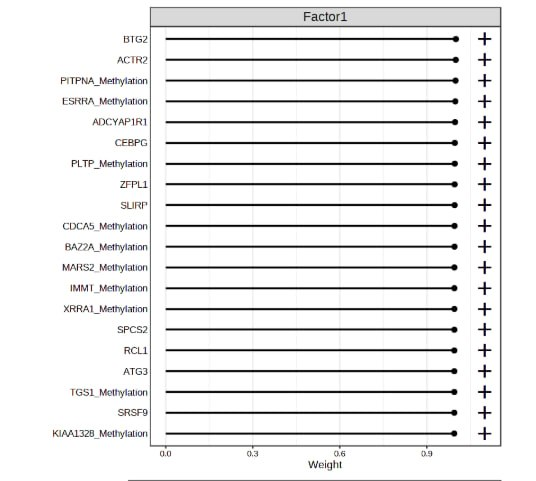 Factor1
BTG2
ACTR2
PITPNA_Methylation
ESRRA_Methylation
ADCYAP1R1
CEBPG
PLTP_Methylation
ZFPL1
SLIRP
CDCA5_Methylation
BAZ2A_Methylation
MARS2_Methylation
IMMT_Methylation
XRRA1_Methylation
SPCS2
RCL1
ATG3
TGS1_Methylation
SRSF9
KIAA1328_Methylation
0.0 0.3 0.6 0.9
Weight